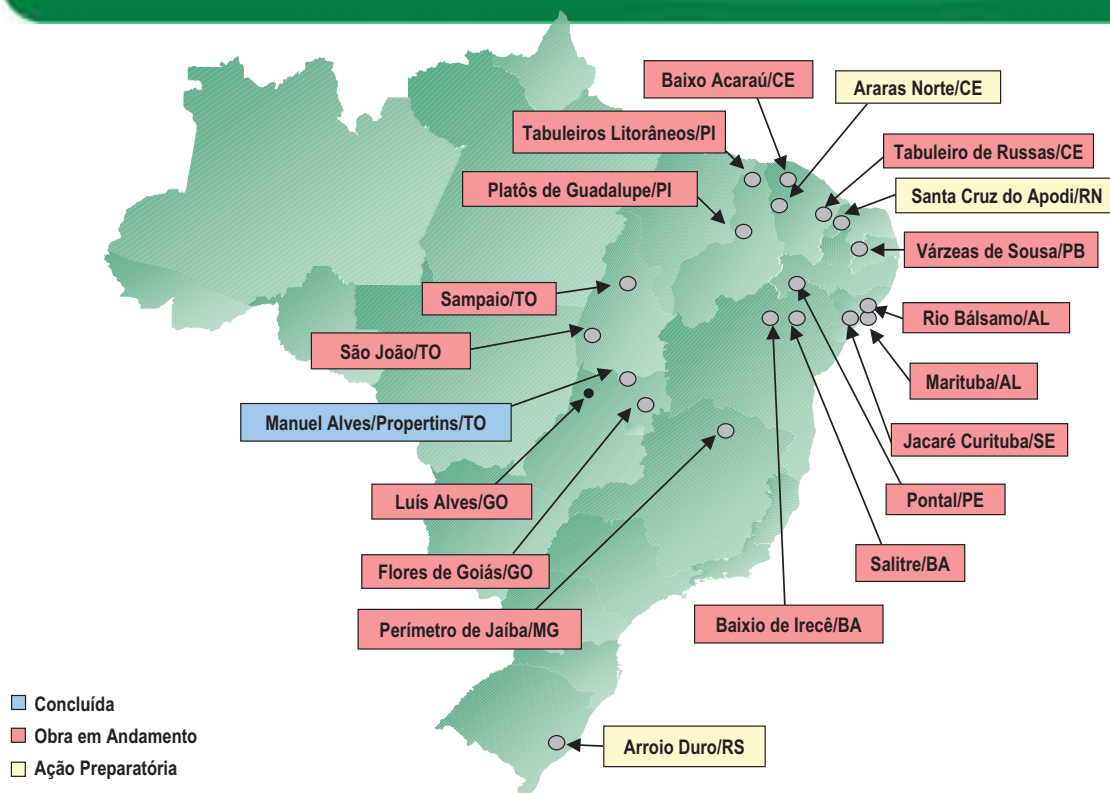 Baixo Acaraú/CE
Araras Norte/CE
Tabuleiros Litorâneos/PI
Tabuleiro de Russas/CE
Platôs de Guadalupe/PI
Santa Cruz do Apodi/RN
Várzeas de Sousa/PB
Sampaio/TO
Rio Bálsamo/AL
São João/TO
Marituba/AL
Manuel Alves/Propertins/TO
Jacaré Curituba/SE
Luís Alves/GO
Pontal/PE
Flores de Goiás/GO
Salitre/BA
Perímetro de Jaíba/MG
Baixio de Irecê/BA
Concluída
Obra em Andamento
Ação Preparatória
Arroio Duro/RS